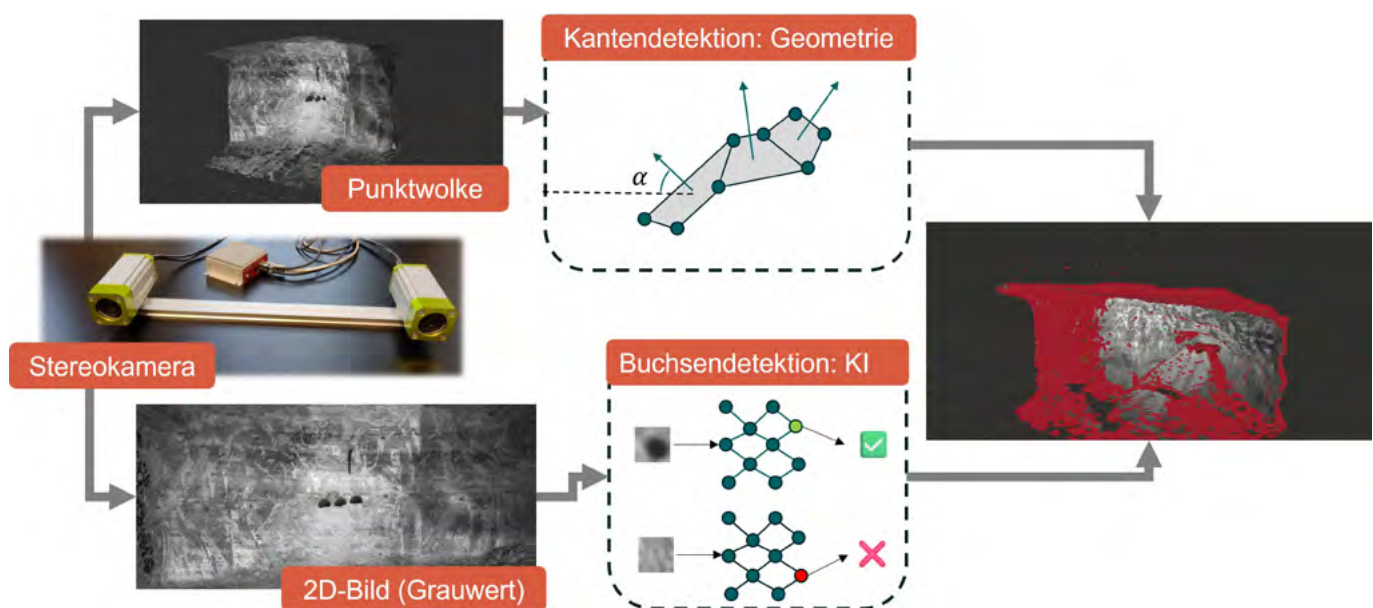 Kantendetektion: Geometrie
α
Punktwolke
Stereokamera
Buchsendetektion: KI
2D-Bild (Grauwert)